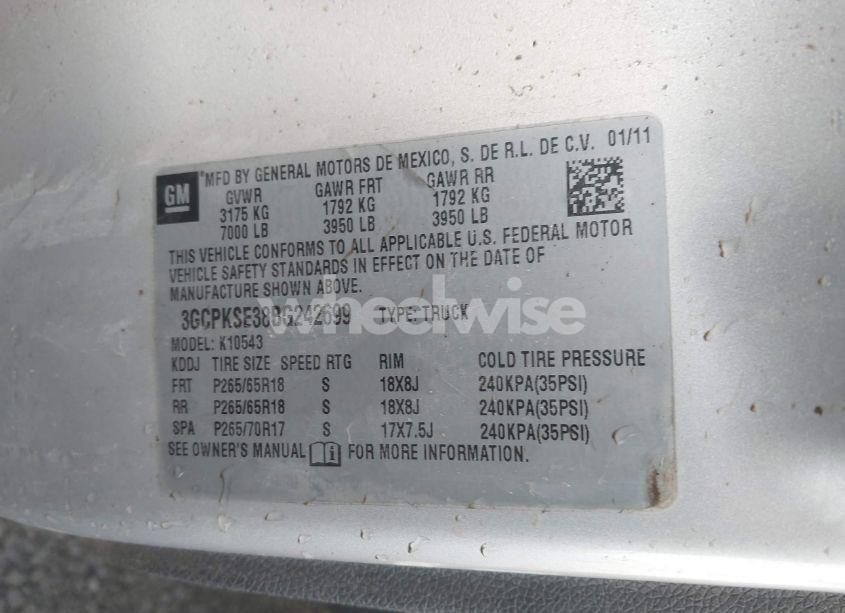 GM
*MFD BY GENERAL MOTORS DE MEXICO, S. DE R.L. DE C.V. 01/11
GVWR GAWR FRT GAWR RR
3175 KG 1792 KG 1792 KG
7000 LB 3950 LB 3950 LB
THIS VEHICLE CONFORMS TO ALL APPLICABLE U.S. FEDERAL MOTOR
VEHICLE SAFETY STANDARDS IN EFFECT ON THE DATE OF
MANUFACTURE SHOWN ABOVE.
3GCPKSE38BG242699 TYPE: TRUCK
wheelwise
MODEL: K10543
KDDJ TIRE SIZE SPEED RTG RIM COLD TIRE PRESSURE
FRT P265/65R18 S 18X8J 240KPA(35PSI)
RR P265/65R18 S 18X8J 240KPA(35PSI)
SPA P265/70R17 S 17X7.5J 240KPA(35PSI)
SEE OWNER'S MANUAL FOR MORE INFORMATION.